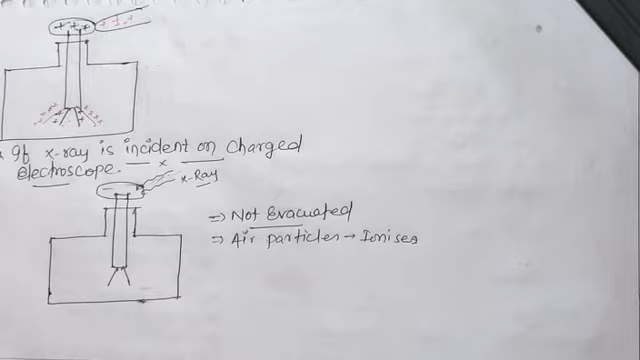 + + +
+ + +
If x-ray is incident on charged
electroscope.
x-Ray
⇒ Not Evacuated
⇒ Air particles → Ionises